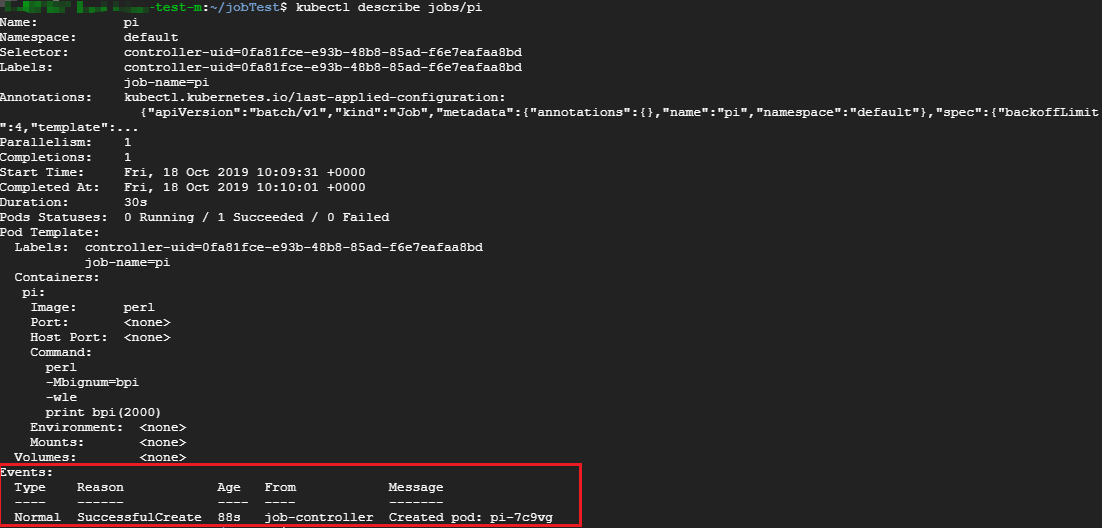 -test-m:~/jobTest$ kubectl describe jobs/pi
Name: pi
Namespace: default
Selector: controller-uid=0fa81fce-e93b-48b8-85ad-f6e7eafaa8bd
Labels: controller-uid=0fa81fce-e93b-48b8-85ad-f6e7eafaa8bd
job-name=pi
Annotations: kubectl.kubernetes.io/last-applied-configuration:
{"apiVersion":"batch/v1","kind":"Job","metadata":{"annotations":{},"name":"pi","namespace":"default"},"spec":{"backoffLimit
":4,"template":...
Parallelism: 1
Completions: 1
Start Time: Fri, 18 Oct 2019 10:09:31 +0000
Completed At: Fri, 18 Oct 2019 10:10:01 +0000
Duration: 30s
Pods Statuses: 0 Running / 1 Succeeded / 0 Failed
Pod Template:
Labels: controller-uid=0fa81fce-e93b-48b8-85ad-f6e7eafaa8bd
job-name=pi
Containers:
pi:
Image: perl
Port: <none>
Host Port: <none>
Command:
perl
-Mbignum=bpi
-wle
print bpi(2000)
Environment: <none>
Mounts: <none>
Volumes: <none>
Events:
Type Reason Age From Message
---- ------ ---- ---- -------
Normal SuccessfulCreate 88s job-controller Created pod: pi-7c9vg